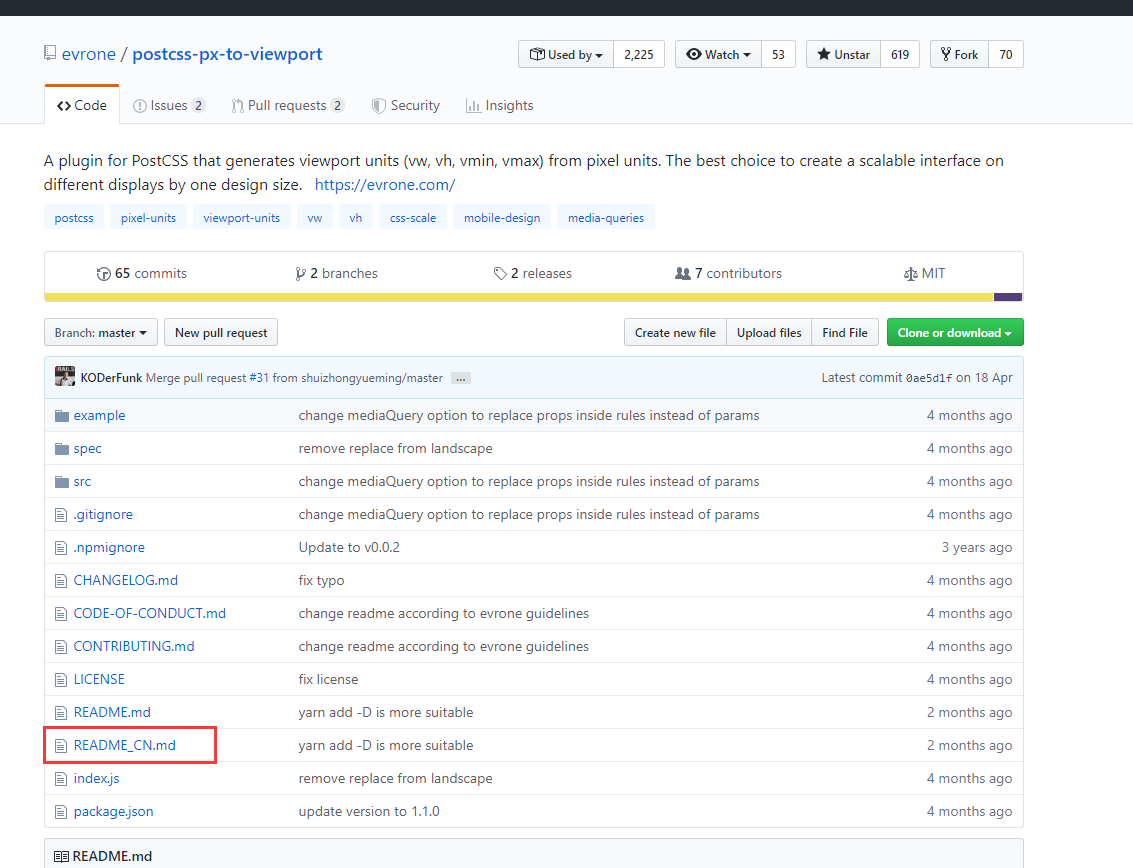 evrone / postcss-px-to-viewport
Used by 2,225 Watch 53 Unstar 619 Fork 70
Code Issues 2 Pull requests 2 Security Insights
A plugin for PostCSS that generates viewport units (vw, vh, vmin, vmax) from pixel units. The best choice to create a scalable interface on
different displays by one design size. https://evrone.com/
postcss pixel-units viewport-units vw vh css-scale mobile-design media-queries
65 commits 2 branches 2 releases 7 contributors MIT
Branch: master New pull request Create new file Upload files Find File Clone or download
KODerFunk Merge pull request #31 from shuizhongyueming/master ... Latest commit 0ae5d1f on 18 Apr
example change mediaQuery option to replace props inside rules instead of params 4 months ago
spec remove replace from landscape 4 months ago
src change mediaQuery option to replace props inside rules instead of params 4 months ago
.gitignore change mediaQuery option to replace props inside rules instead of params 4 months ago
.npmignore Update to v0.0.2 3 years ago
CHANGELOG.md fix typo 4 months ago
CODE-OF-CONDUCT.md change readme according to evrone guidelines 4 months ago
CONTRIBUTING.md change readme according to evrone guidelines 4 months ago
LICENSE fix license 4 months ago
README.md yarn add -D is more suitable 2 months ago
README_CN.md yarn add -D is more suitable 2 months ago
index.js remove replace from landscape 4 months ago
package.json update version to 1.1.0 4 months ago
README.md